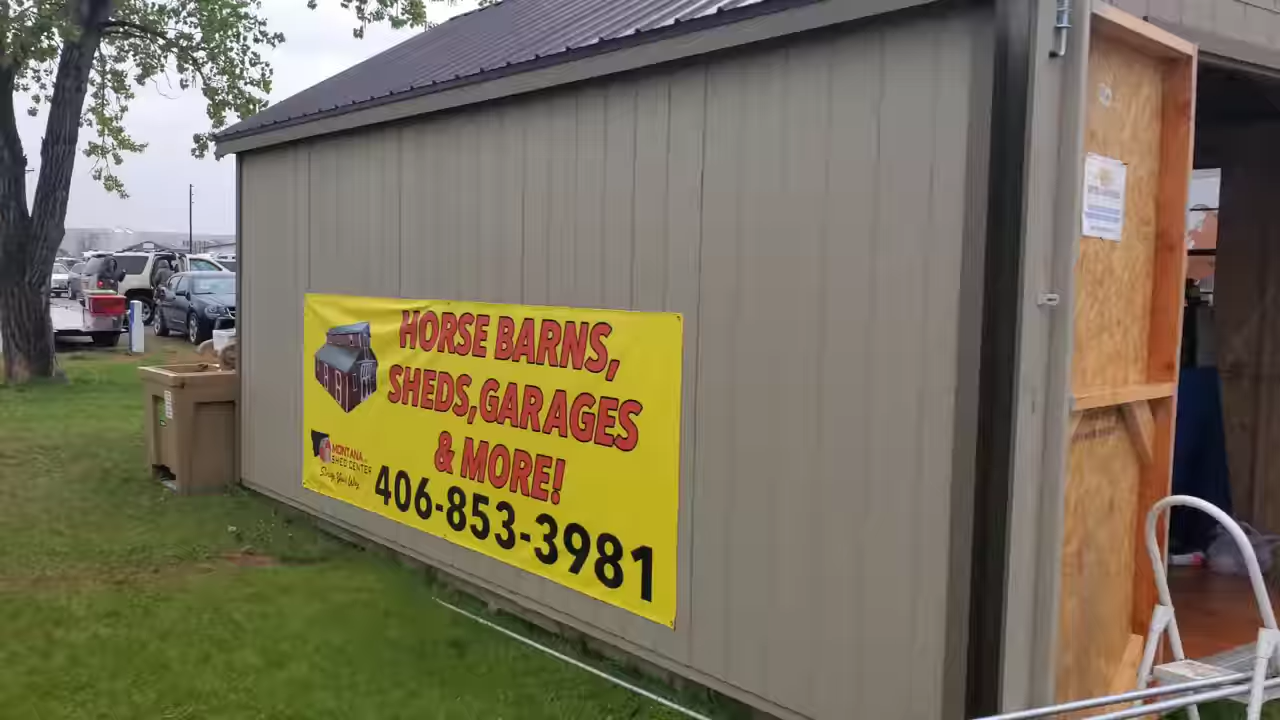 HORSE BARNS,
SHEDS, GARAGES
& MORE!
MONTANA
SHED CENTER
406-853-3981